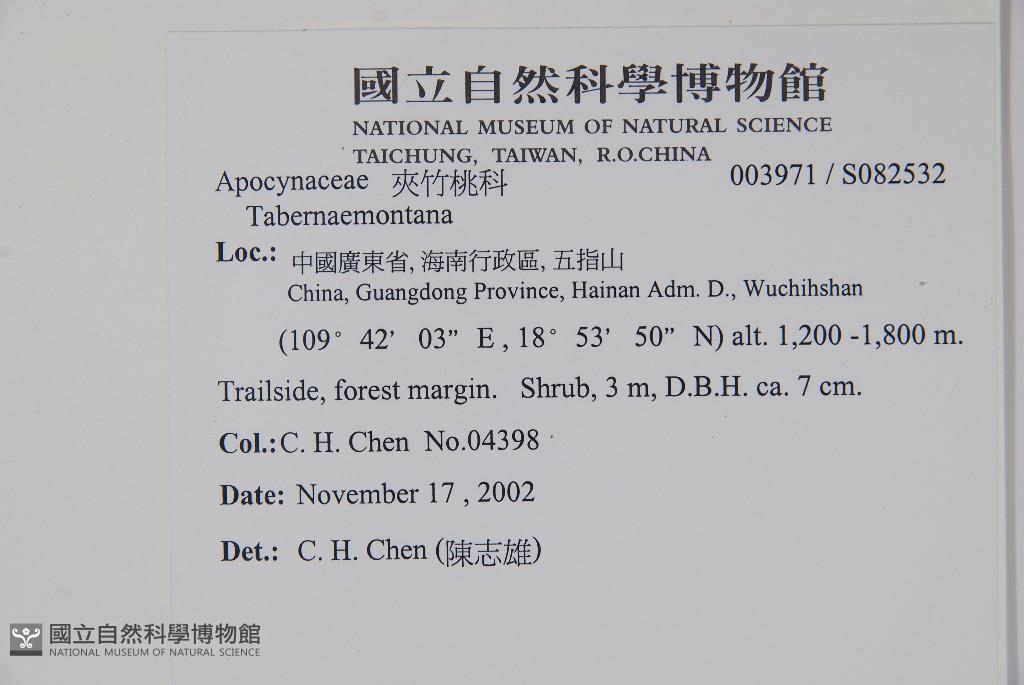 國立自然科學博物館
NATIONAL MUSEUM OF NATURAL SCIENCE
TAICHUNG, TAIWAN, R.O.CHINA
Apocynaceae 夾竹桃科 003971 / S082532
Tabernaemontana
Loc.: 中國廣東省, 海南行政區, 五指山
China, Guangdong Province, Hainan Adm. D., Wuchihshan
(109° 42’ 03” E , 18° 53’ 50” N) alt. 1,200 -1,800 m.
Trailside, forest margin. Shrub, 3 m, D.B.H. ca. 7 cm.
Col.: C. H. Chen No.04398
Date: November 17 , 2002
Det.: C. H. Chen (陳志雄)
國立自然科學博物館
NATIONAL MUSEUM OF NATURAL SCIENCE